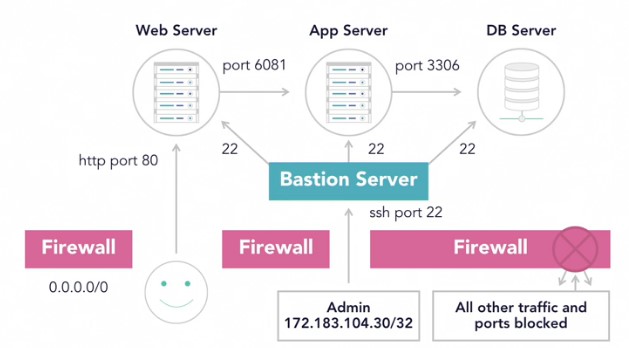 Web Server
App Server
DB Server
port 6081
port 3306
http port 80
22
22
22
Bastion Server
ssh port 22
Firewall
Firewall
Firewall
0.0.0.0/0
Admin
172.183.104.30/32
All other traffic and
ports blocked